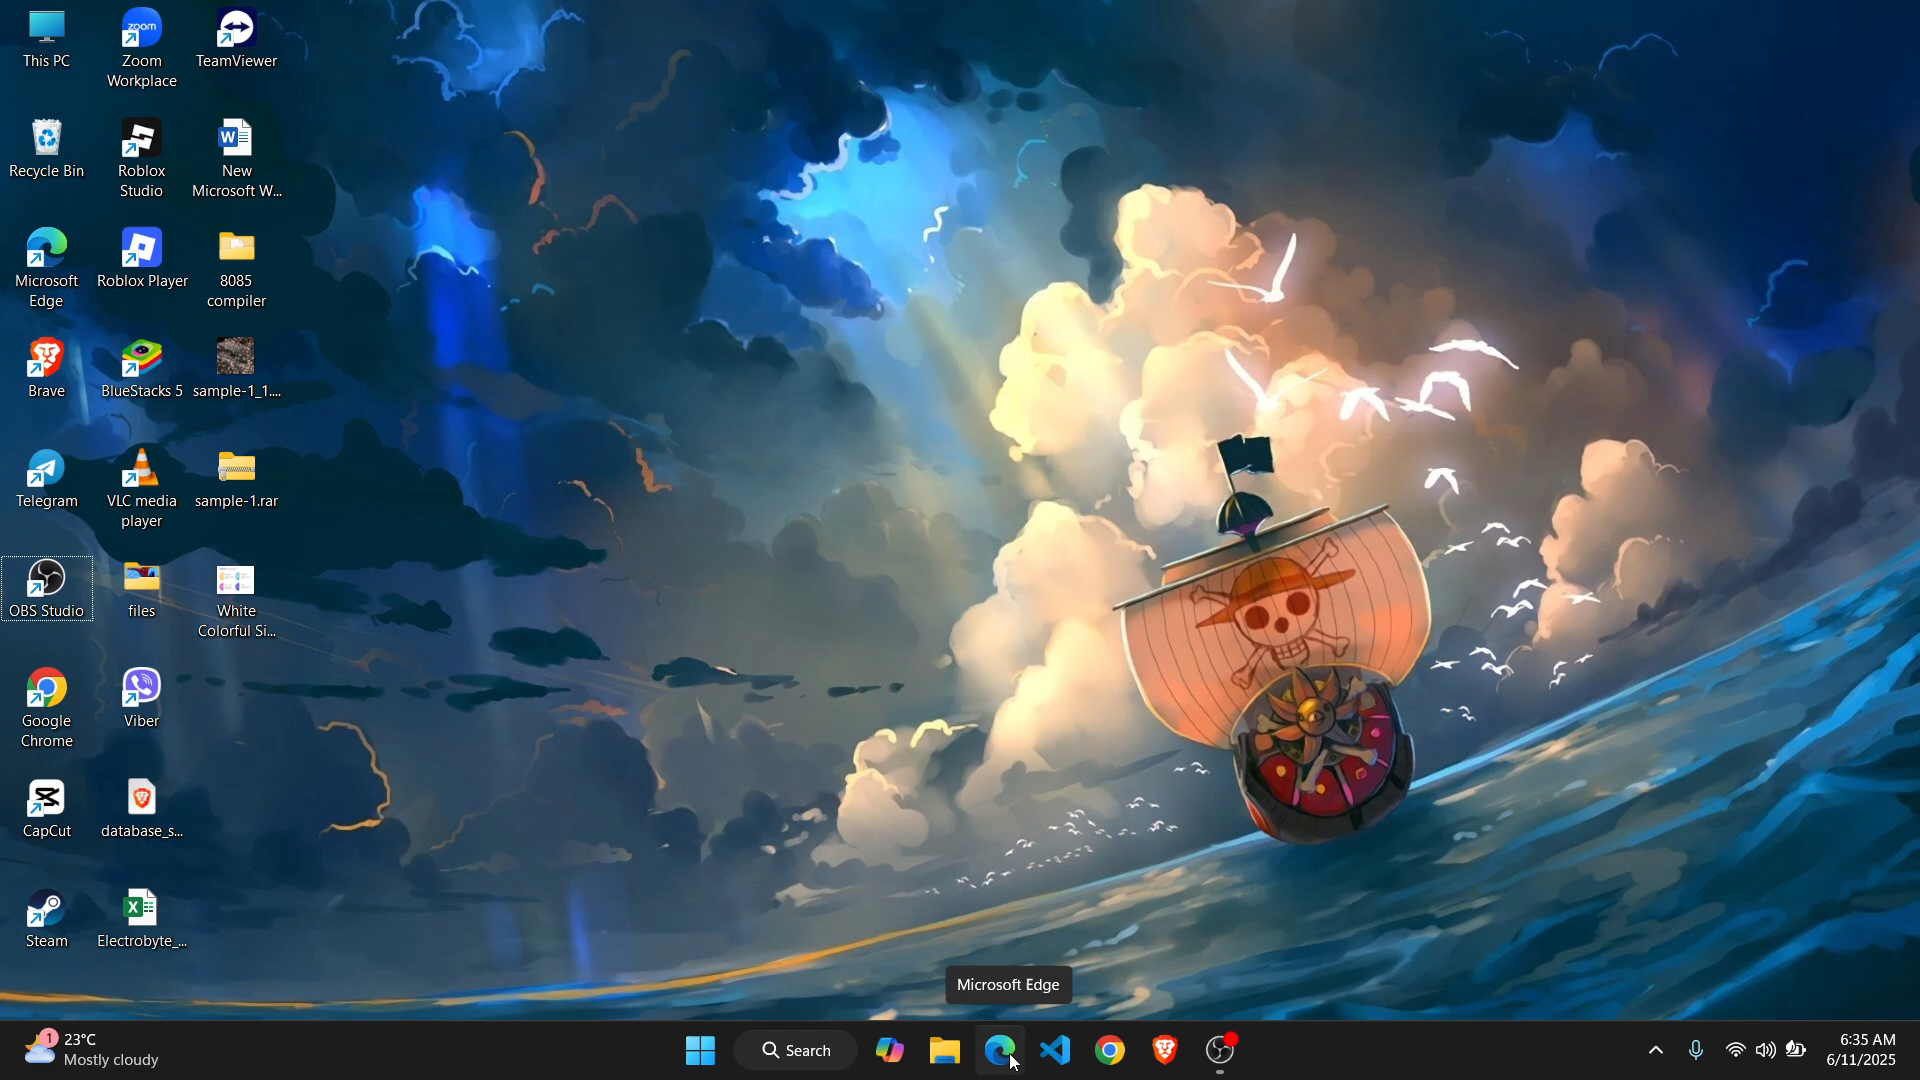 This PC
Zoom
Workplace
zoom
TeamViewer
Recycle Bin
Roblox
Studio
New
Microsoft W...
Microsoft
Edge
Roblox Player
8085
compiler
Brave
BlueStacks 5
sample-1_1....
Telegram
VLC media
player
sample-1.rar
OBS Studio
files
White
Colorful Si...
Google
Chrome
Viber
CapCut
database_s...
Steam
Electrobyte_...
Microsoft Edge
1
23°C
Mostly cloudy
Search
6:35 AM
6/11/2025